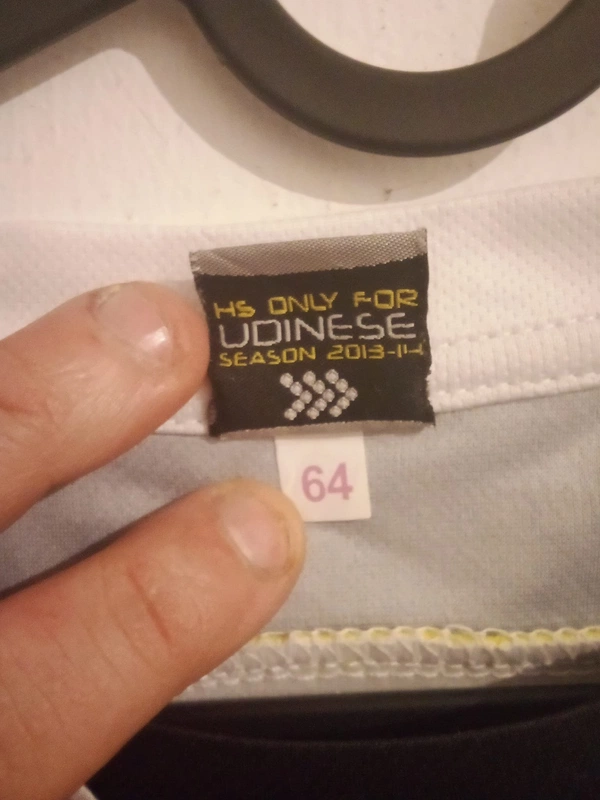 HS ONLY FOR
UDINESE
SEASON 2013-14
64